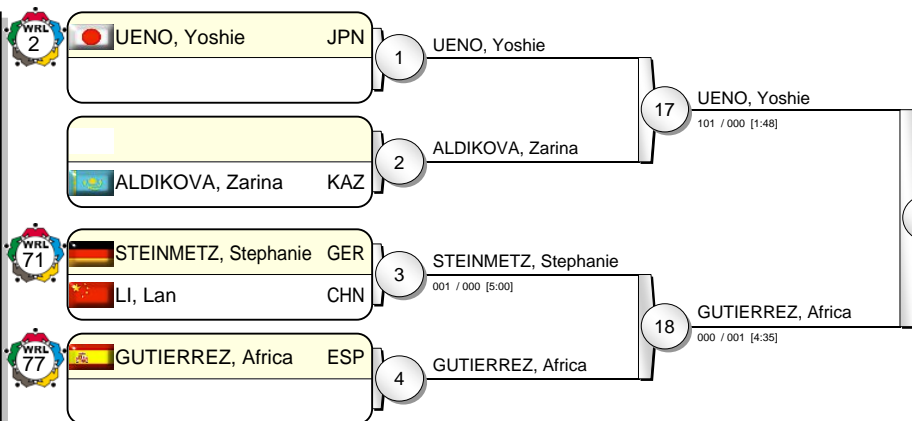 WRL
2
UENO, Yoshie JPN
1
UENO, Yoshie
17
UENO, Yoshie
101 / 000 [1:48]
ALDIKOVA, Zarina KAZ
2
ALDIKOVA, Zarina
WRL
71
STEINMETZ, Stephanie GER
LI, Lan CHN
3
STEINMETZ, Stephanie
001 / 000 [5:00]
18
GUTIERREZ, Africa
000 / 001 [4:35]
WRL
77
GUTIERREZ, Africa ESP
4
GUTIERREZ, Africa